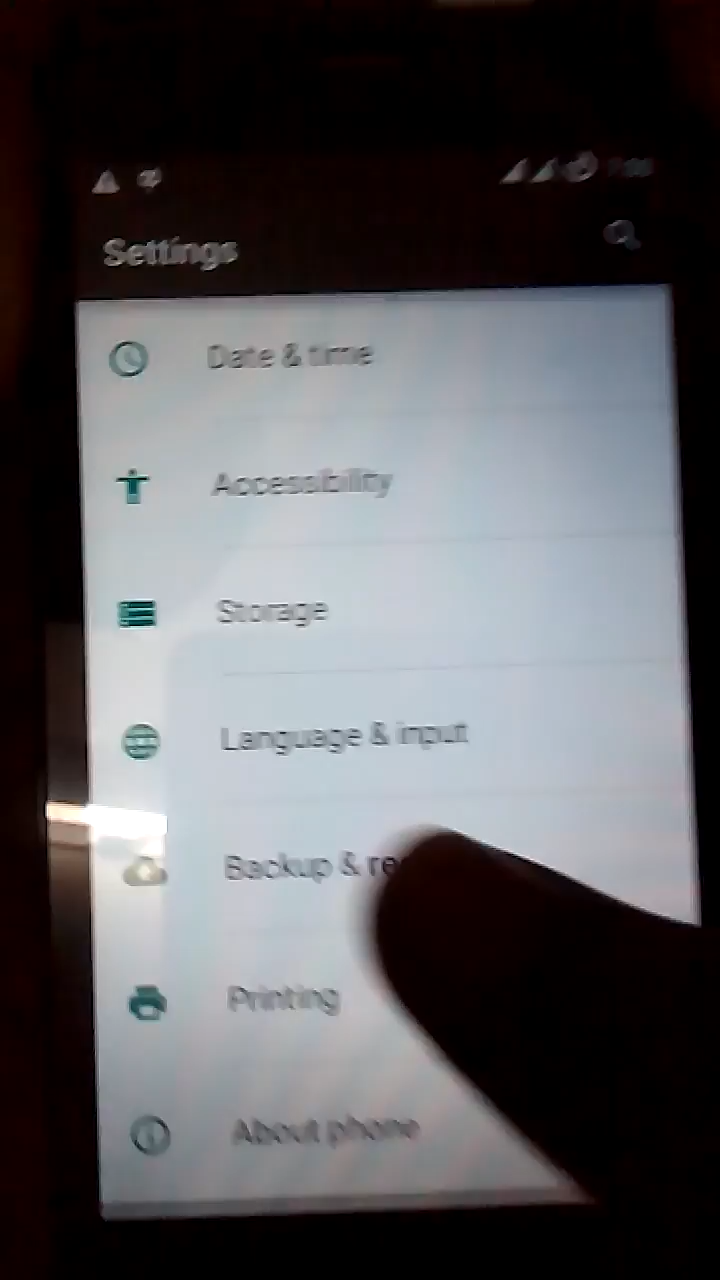 Settings
Date & time
Accessibility
Storage
Language & input
Backup & re
Printing
About phone